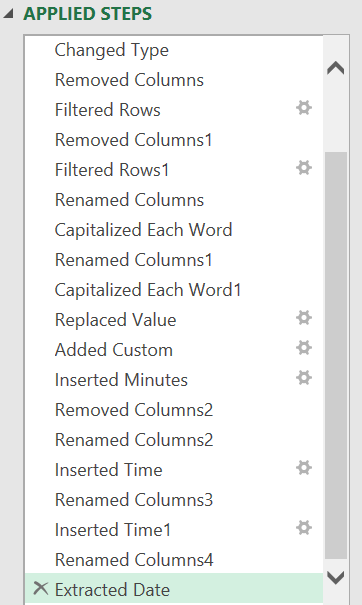 APPLIED STEPS
Changed Type
Removed Columns
Filtered Rows
Removed Columns1
Filtered Rows1
Renamed Columns
Capitalized Each Word
Renamed Columns1
Capitalized Each Word1
Replaced Value
Added Custom
Inserted Minutes
Removed Columns2
Renamed Columns2
Inserted Time
Renamed Columns3
Inserted Time1
Renamed Columns4
Extracted Date